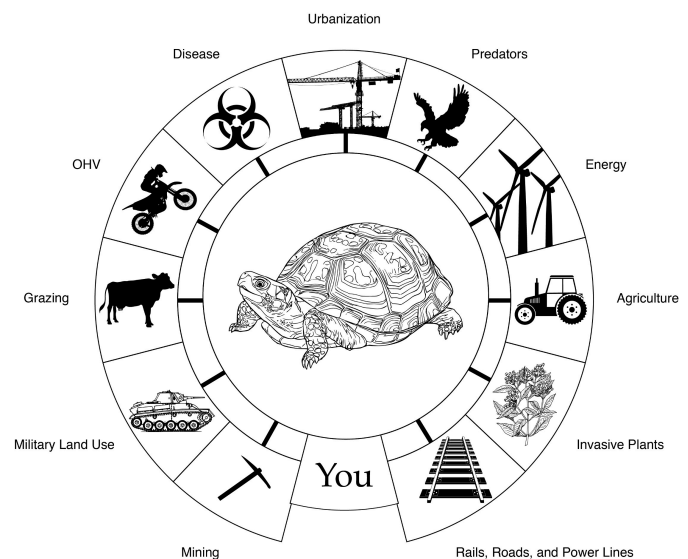 Urbanization
Disease
Predators
OHV
Energy
Grazing
Agriculture
Military Land Use
Invasive Plants
You
Mining
Rails, Roads, and Power Lines